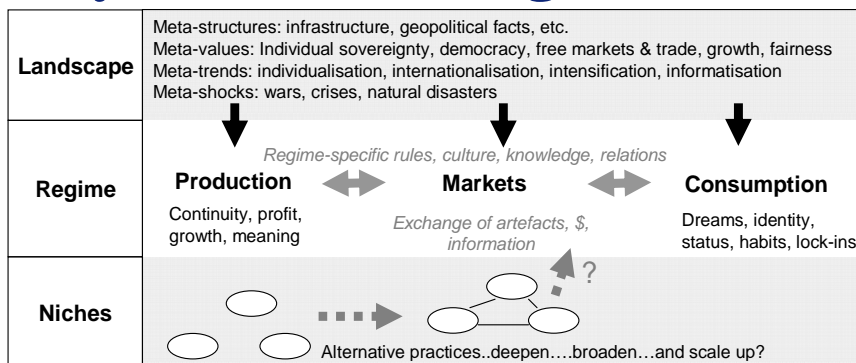 Landscape
Meta-structures: infrastructure, geopolitical facts, etc.
Meta-values: Individual sovereignty, democracy, free markets & trade, growth, fairness
Meta-trends: individualisation, internationalisation, intensification, informatisation
Meta-shocks: wars, crises, natural disasters
Regime
Regime-specific rules, culture, knowledge, relations
Production
Continuity, profit,
growth, meaning
Markets
Exchange of artefacts, $,
information
Consumption
Dreams, identity,
status, habits, lock-ins
Niches
?
Alternative practices..deepen....broaden…and scale up?